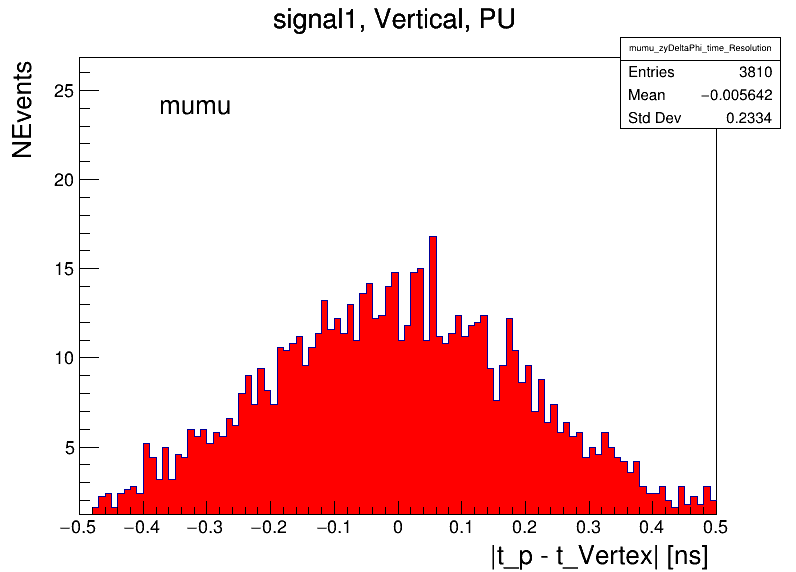 signal1, Vertical, PU
mumu_zyDeltaPhi_time_Resolution
Entries 3810
Mean −0.005642
Std Dev 0.2334
NEvents
mumu
25
20
15
10
5
−0.5 −0.4 −0.3 −0.2 −0.1 0 0.1 0.2 0.3 0.4 0.5
|t_p - t_Vertex| [ns]